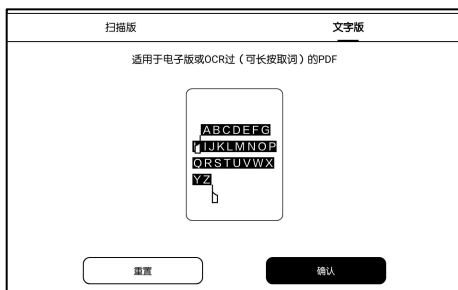 扫描版
文字版
适用于电子版或OCR过（可长按取词）的PDF
ABCDEFG
IJKLMNOP
QRSTUVWX
YZ
重置
确认